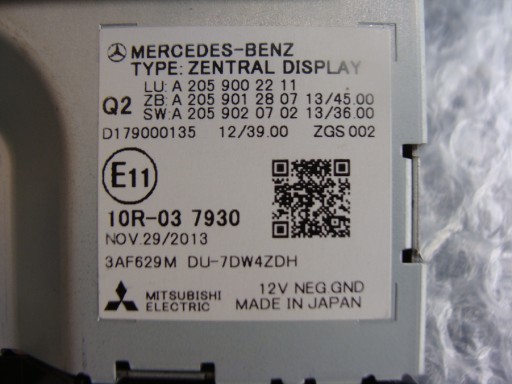 MERCEDES-BENZ
TYPE: ZENTRAL DISPLAY
LU: A 205 900 22 11
Q2 ZB: A 205 901 28 07 13/45.00
SW: A 205 902 07 02 13/36.00
D179000135 12/39.00 ZGS 002
E11
10R-03 7930
NOV.29/2013
3AF629M DU-7DW4ZDH
MITSUBISHI ELECTRIC
12V NEG.GND
MADE IN JAPAN